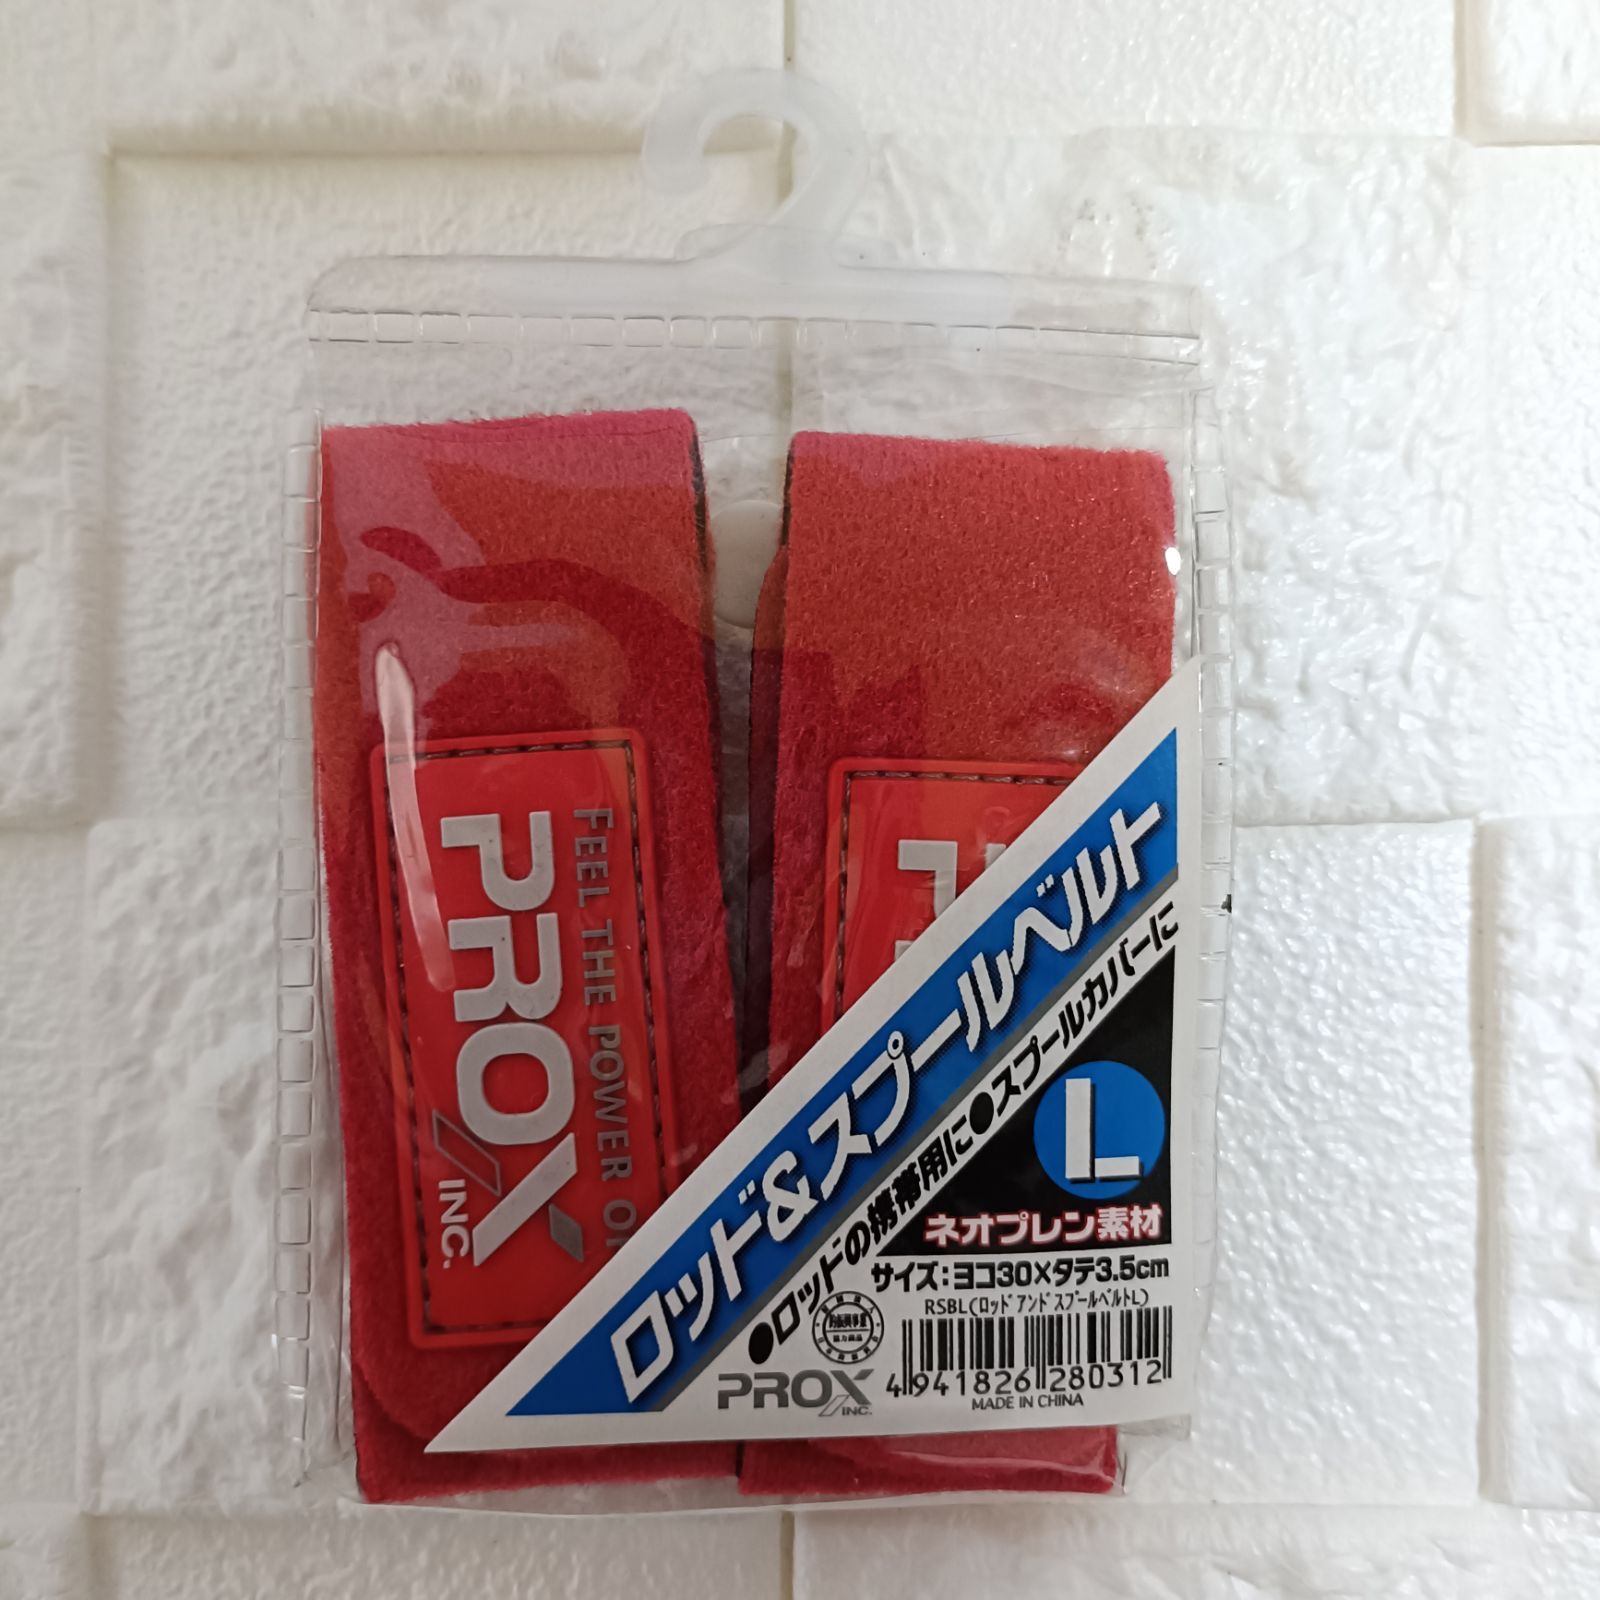 PROX
INC.
FEEL THE POWER O
ロッド&スプールベルト
●ロッドの携帯用に●スプールカバーに
L
ネオプレン素材
サイズ:ヨコ30×タテ3.5cm
RSBL(ロッドアンドスプールベルトL)
PROX
INC.
4 941826 280312
MADE IN CHINA